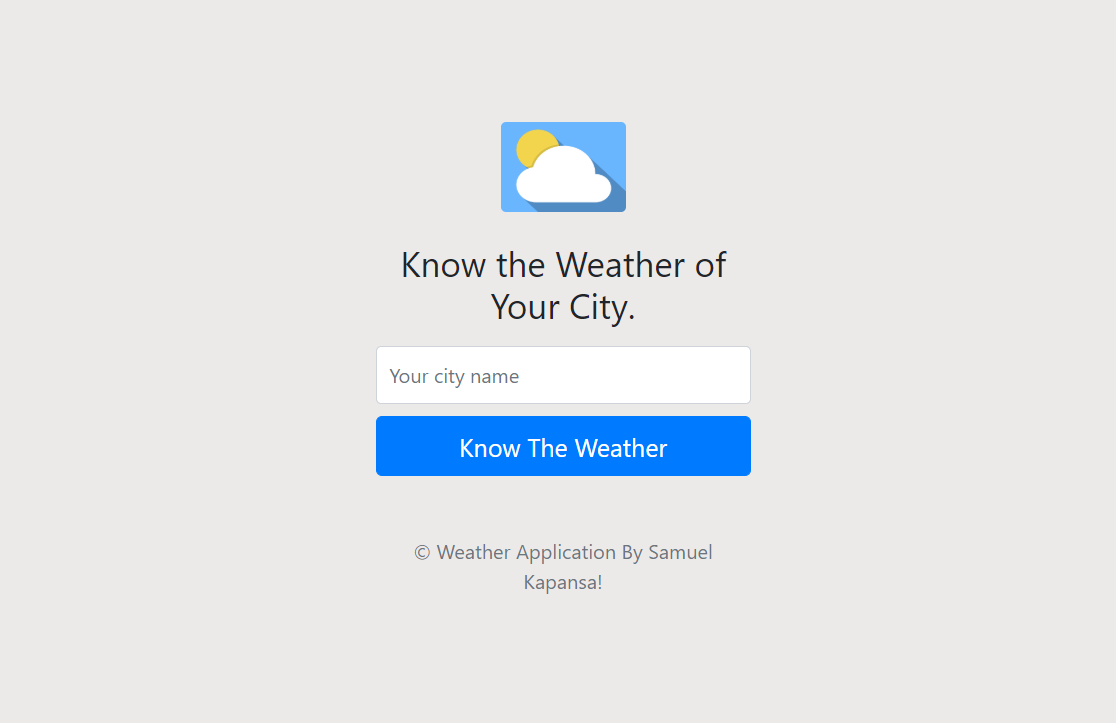 Know the Weather of
Your City.
Your city name
Know The Weather
© Weather Application By Samuel
Kapansa!